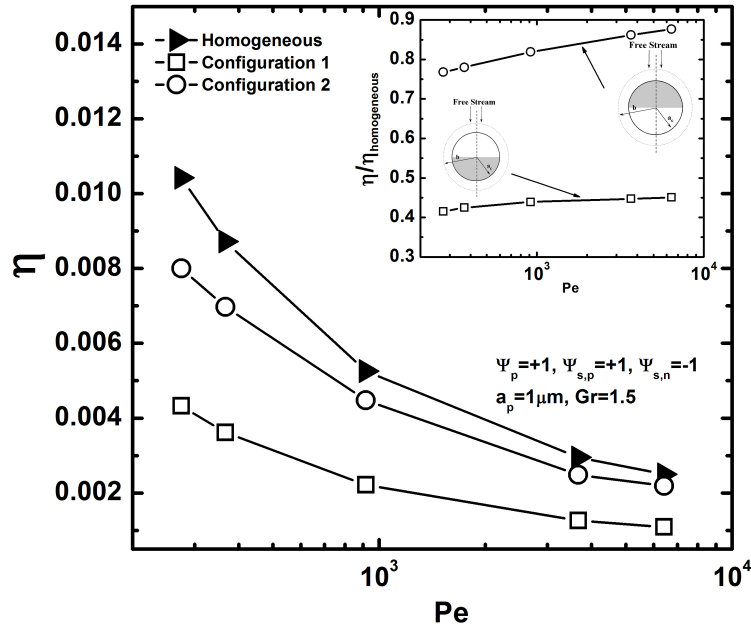 0.014
0.012
0.010
0.008
0.006
0.004
0.002
η
10³
10⁴
Pe
Homogeneous
Configuration 1
Configuration 2
0.9
0.8
0.7
0.6
0.5
0.4
0.3
η/ηhomogeneous
10³
10⁴
Pe
Free Stream
b
a_c
Free Stream
b
a_c
Ψp=+1, Ψs,p=+1, Ψs,n=-1
ap=1μm, Gr=1.5